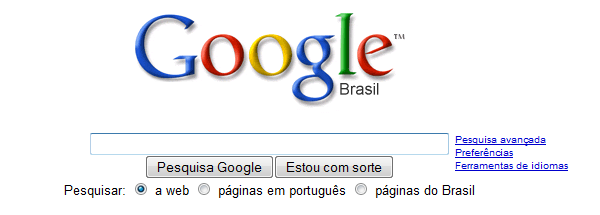 Google™
Brasil
Pesquisa avançada
Preferências
Ferramentas de idiomas
Pesquisa Google Estou com sorte
Pesquisar: a web páginas em português páginas do Brasil